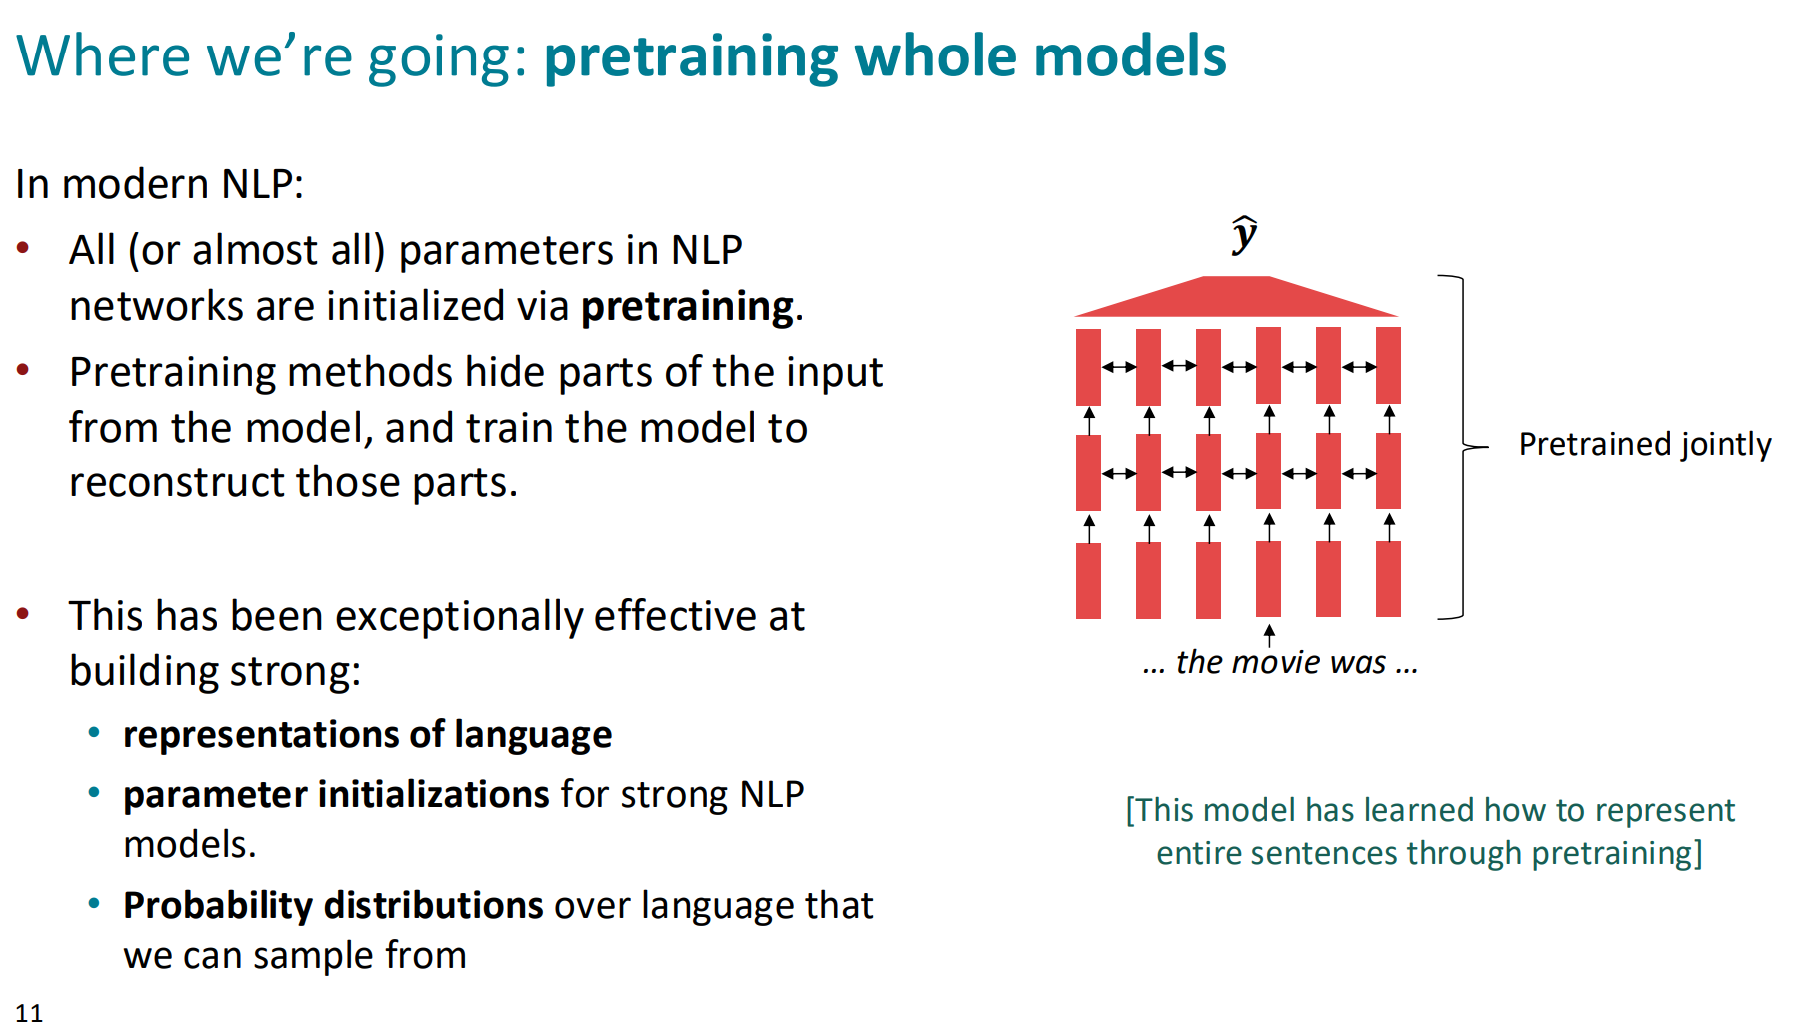 Where we’re going: pretraining whole models
In modern NLP:
• All (or almost all) parameters in NLP
networks are initialized via pretraining.
• Pretraining methods hide parts of the input
from the model, and train the model to
reconstruct those parts.
• This has been exceptionally effective at
building strong:
• representations of language
• parameter initializations for strong NLP
models.
• Probability distributions over language that
we can sample from
ŷ
Pretrained jointly
… the movie was …
[This model has learned how to represent
entire sentences through pretraining]
11